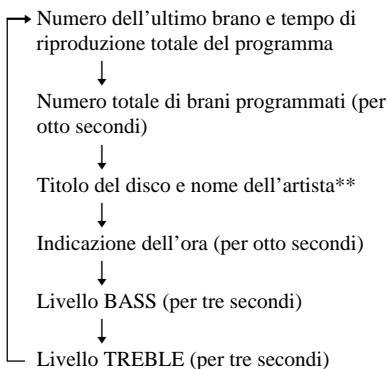 Numero dell'ultimo brano e tempo di
riproduzione totale del programma
Numero totale di brani programmati (per
otto secondi)
Titolo del disco e nome dell'artista**
Indicazione dell'ora (per otto secondi)
Livello BASS (per tre secondi)
Livello TREBLE (per tre secondi)